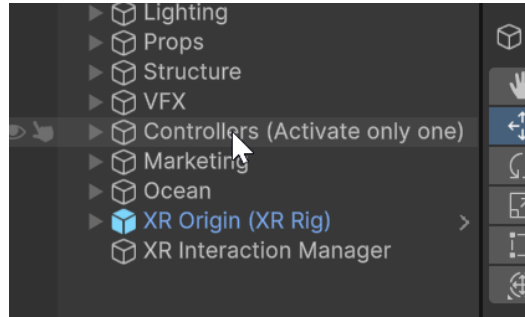 Lighting
Props
Structure
VFX
Controllers (Activate only one)
Marketing
Ocean
XR Origin (XR Rig)
XR Interaction Manager